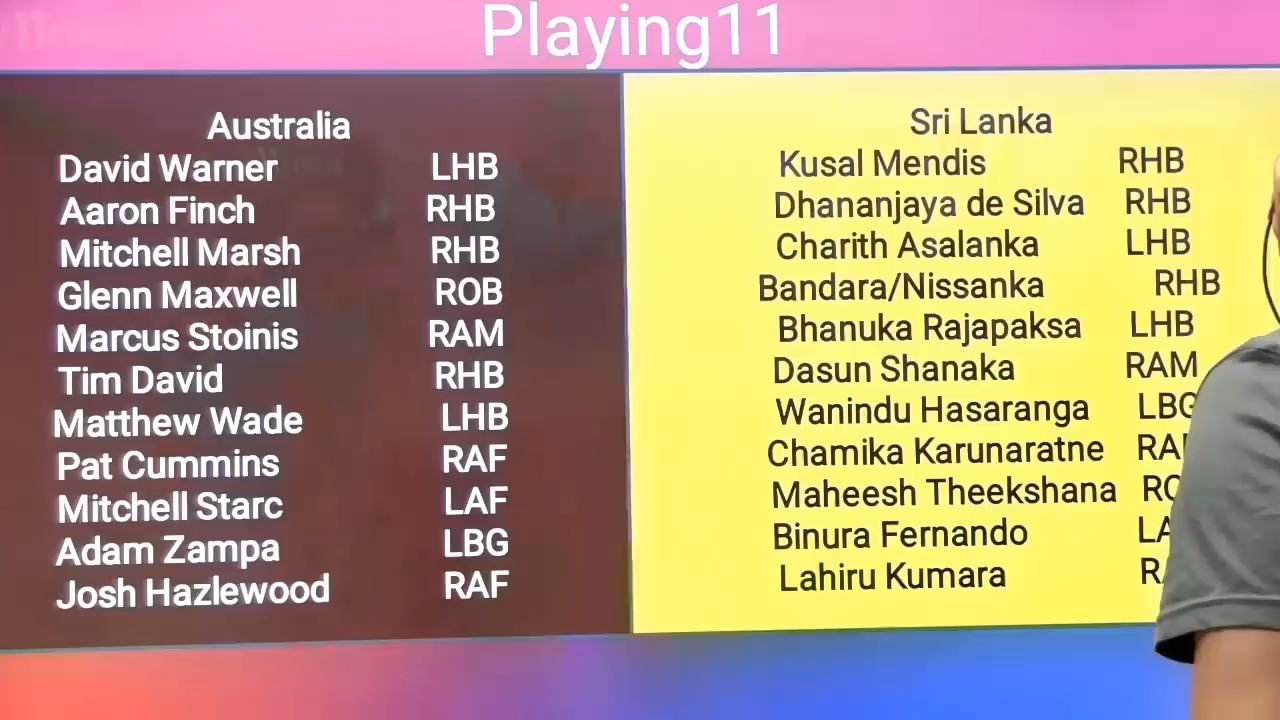 Playing11
Australia
David Warner LHB
Aaron Finch RHB
Mitchell Marsh RHB
Glenn Maxwell ROB
Marcus Stoinis RAM
Tim David RHB
Matthew Wade LHB
Pat Cummins RAF
Mitchell Starc LAF
Adam Zampa LBG
Josh Hazlewood RAF
Sri Lanka
Kusal Mendis RHB
Dhananjaya de Silva RHB
Charith Asalanka LHB
Bandara/Nissanka RHB
Bhanuka Rajapaksa LHB
Dasun Shanaka RAM
Wanindu Hasaranga LBG
Chamika Karunaratne
Maheesh Theekshana
Binura Fernando
Lahiru Kumara